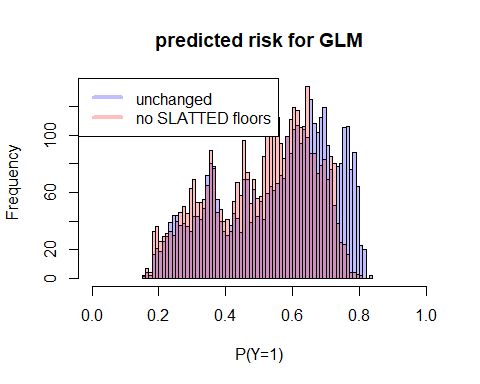 predicted risk for GLM
unchanged
no SLATTED floors
Frequency
0
20
60
100
0.0 0.2 0.4 0.6 0.8 1.0
P(Y=1)